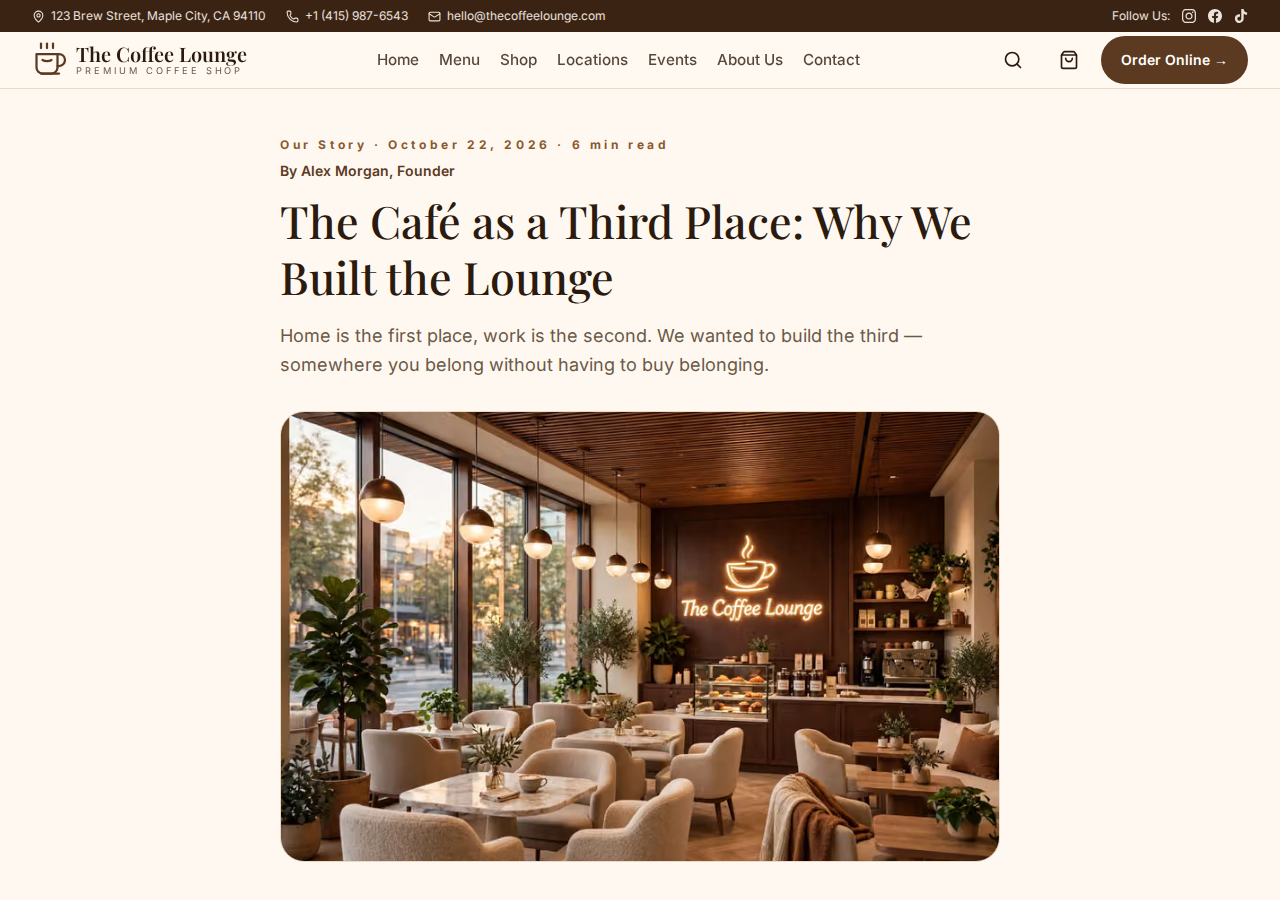 123 Brew Street, Maple City, CA 94110
+1 (415) 987-6543
hello@thecoffeelounge.com
Follow Us:
The Coffee Lounge
PREMIUM COFFEE SHOP
Home
Menu
Shop
Locations
Events
About Us
Contact
Order Online →
Our Story · October 22, 2026 · 6 min read
By Alex Morgan, Founder
The Café as a Third Place: Why We
Built the Lounge
Home is the first place, work is the second. We wanted to build the third —
somewhere you belong without having to buy belonging.
The Coffee Lounge